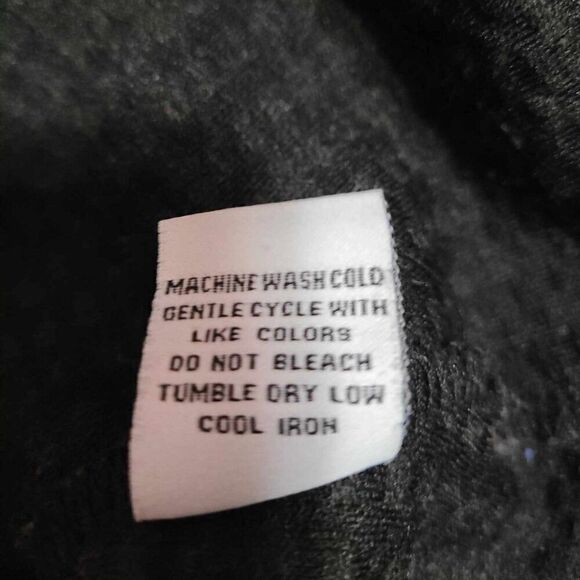 MACHINE WASH COLD
GENTLE CYCLE WITH
LIKE COLORS
DO NOT BLEACH
TUMBLE DRY LOW
COOL IRON